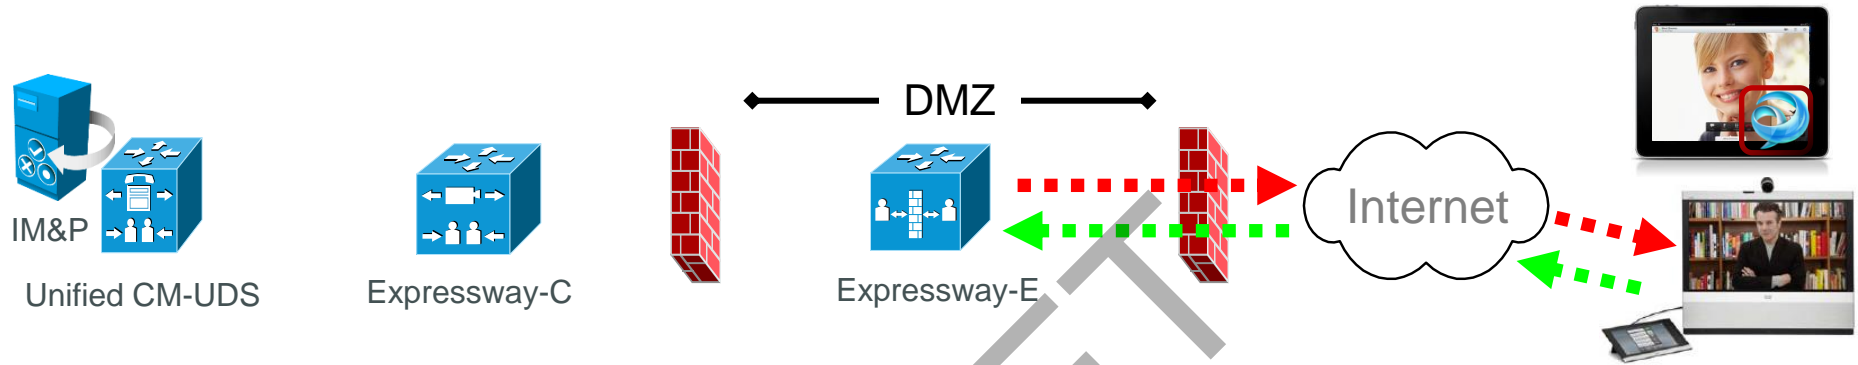 DMZ
IM&P
Unified CM-UDS
Expressway-C
Expressway-E
Internet